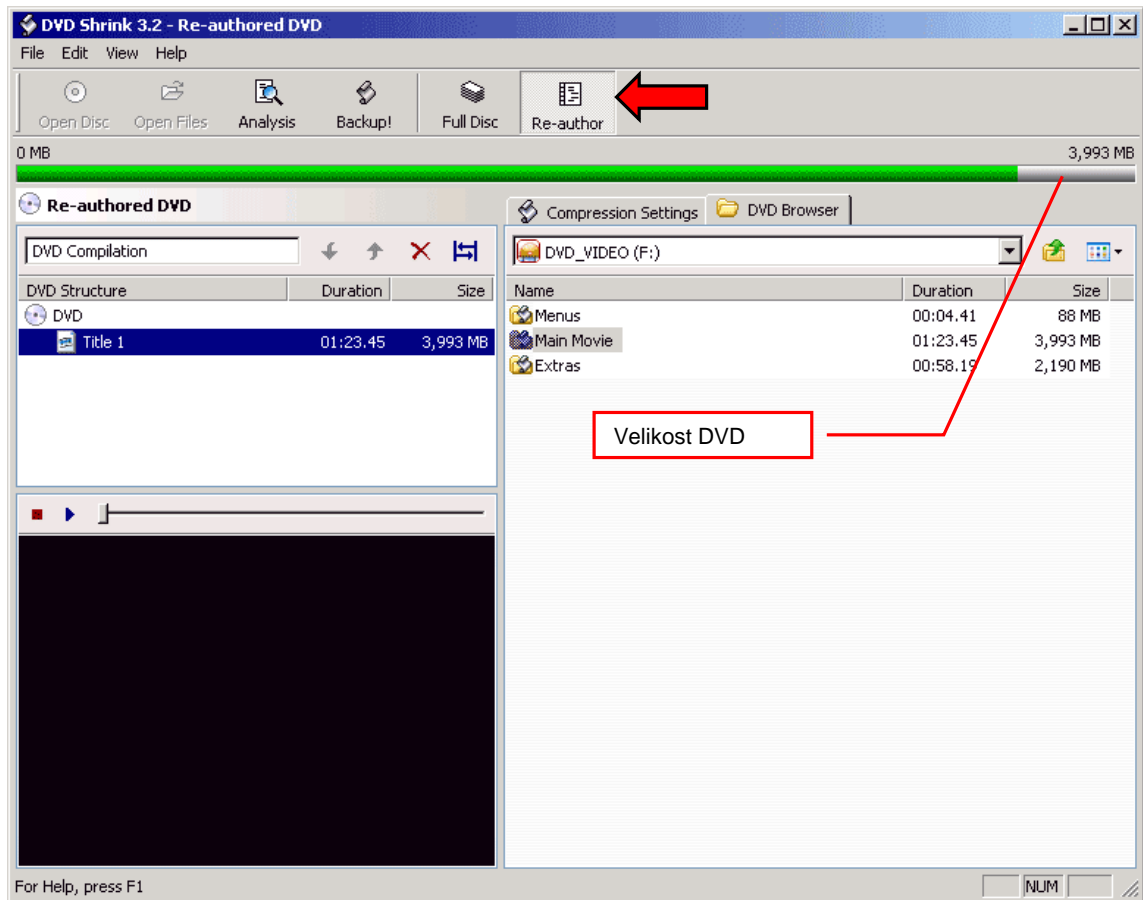 DVD Shrink 3.2 - Re-authored DVD
File Edit View Help
Open Disc Open Files Analysis Backup! Full Disc Re-author
0 MB 3,993 MB
Re-authored DVD
Compression Settings DVD Browser
DVD Compilation
DVD_VIDEO (F:)
DVD Structure Duration Size
Name Duration Size
DVD
Menus 00:04.41 88 MB
Title 1 01:23.45 3,993 MB
Main Movie 01:23.45 3,993 MB
Extras 00:58.19 2,190 MB
Velikost DVD
For Help, press F1
NUM